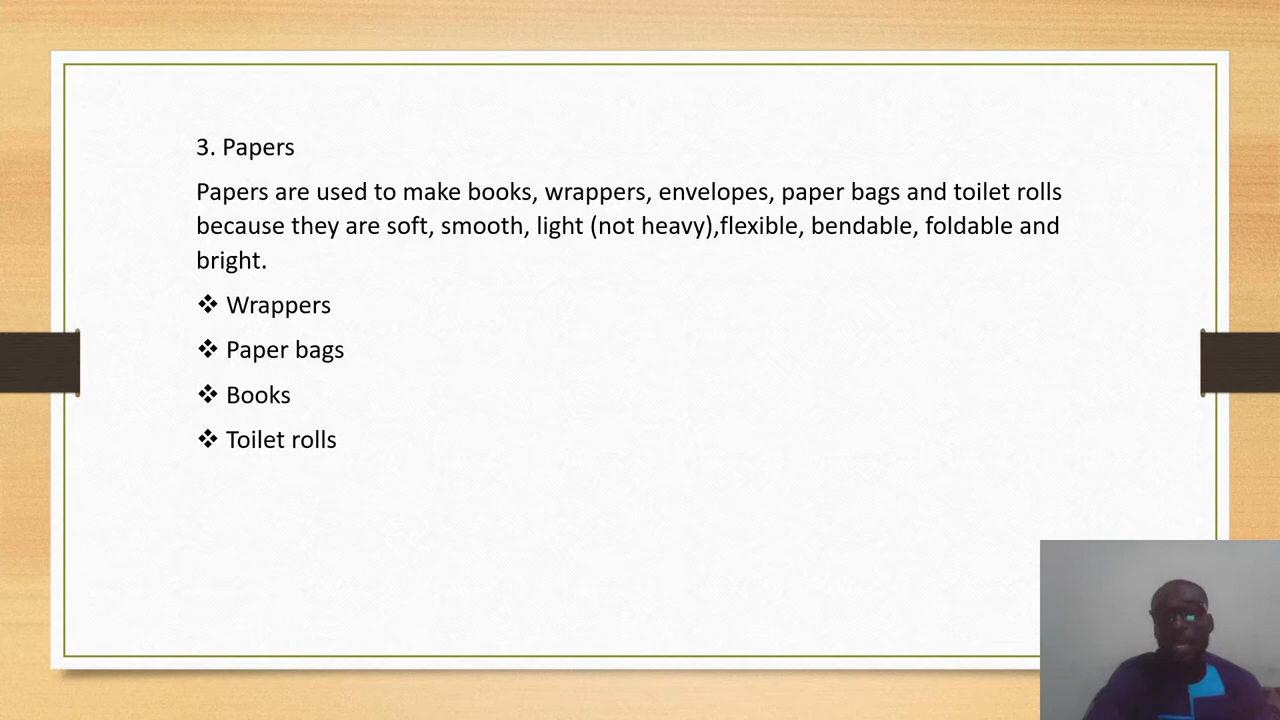 3. Papers
Papers are used to make books, wrappers, envelopes, paper bags and toilet rolls
because they are soft, smooth, light (not heavy),flexible, bendable, foldable and
bright.
❖ Wrappers
❖ Paper bags
❖ Books
❖ Toilet rolls